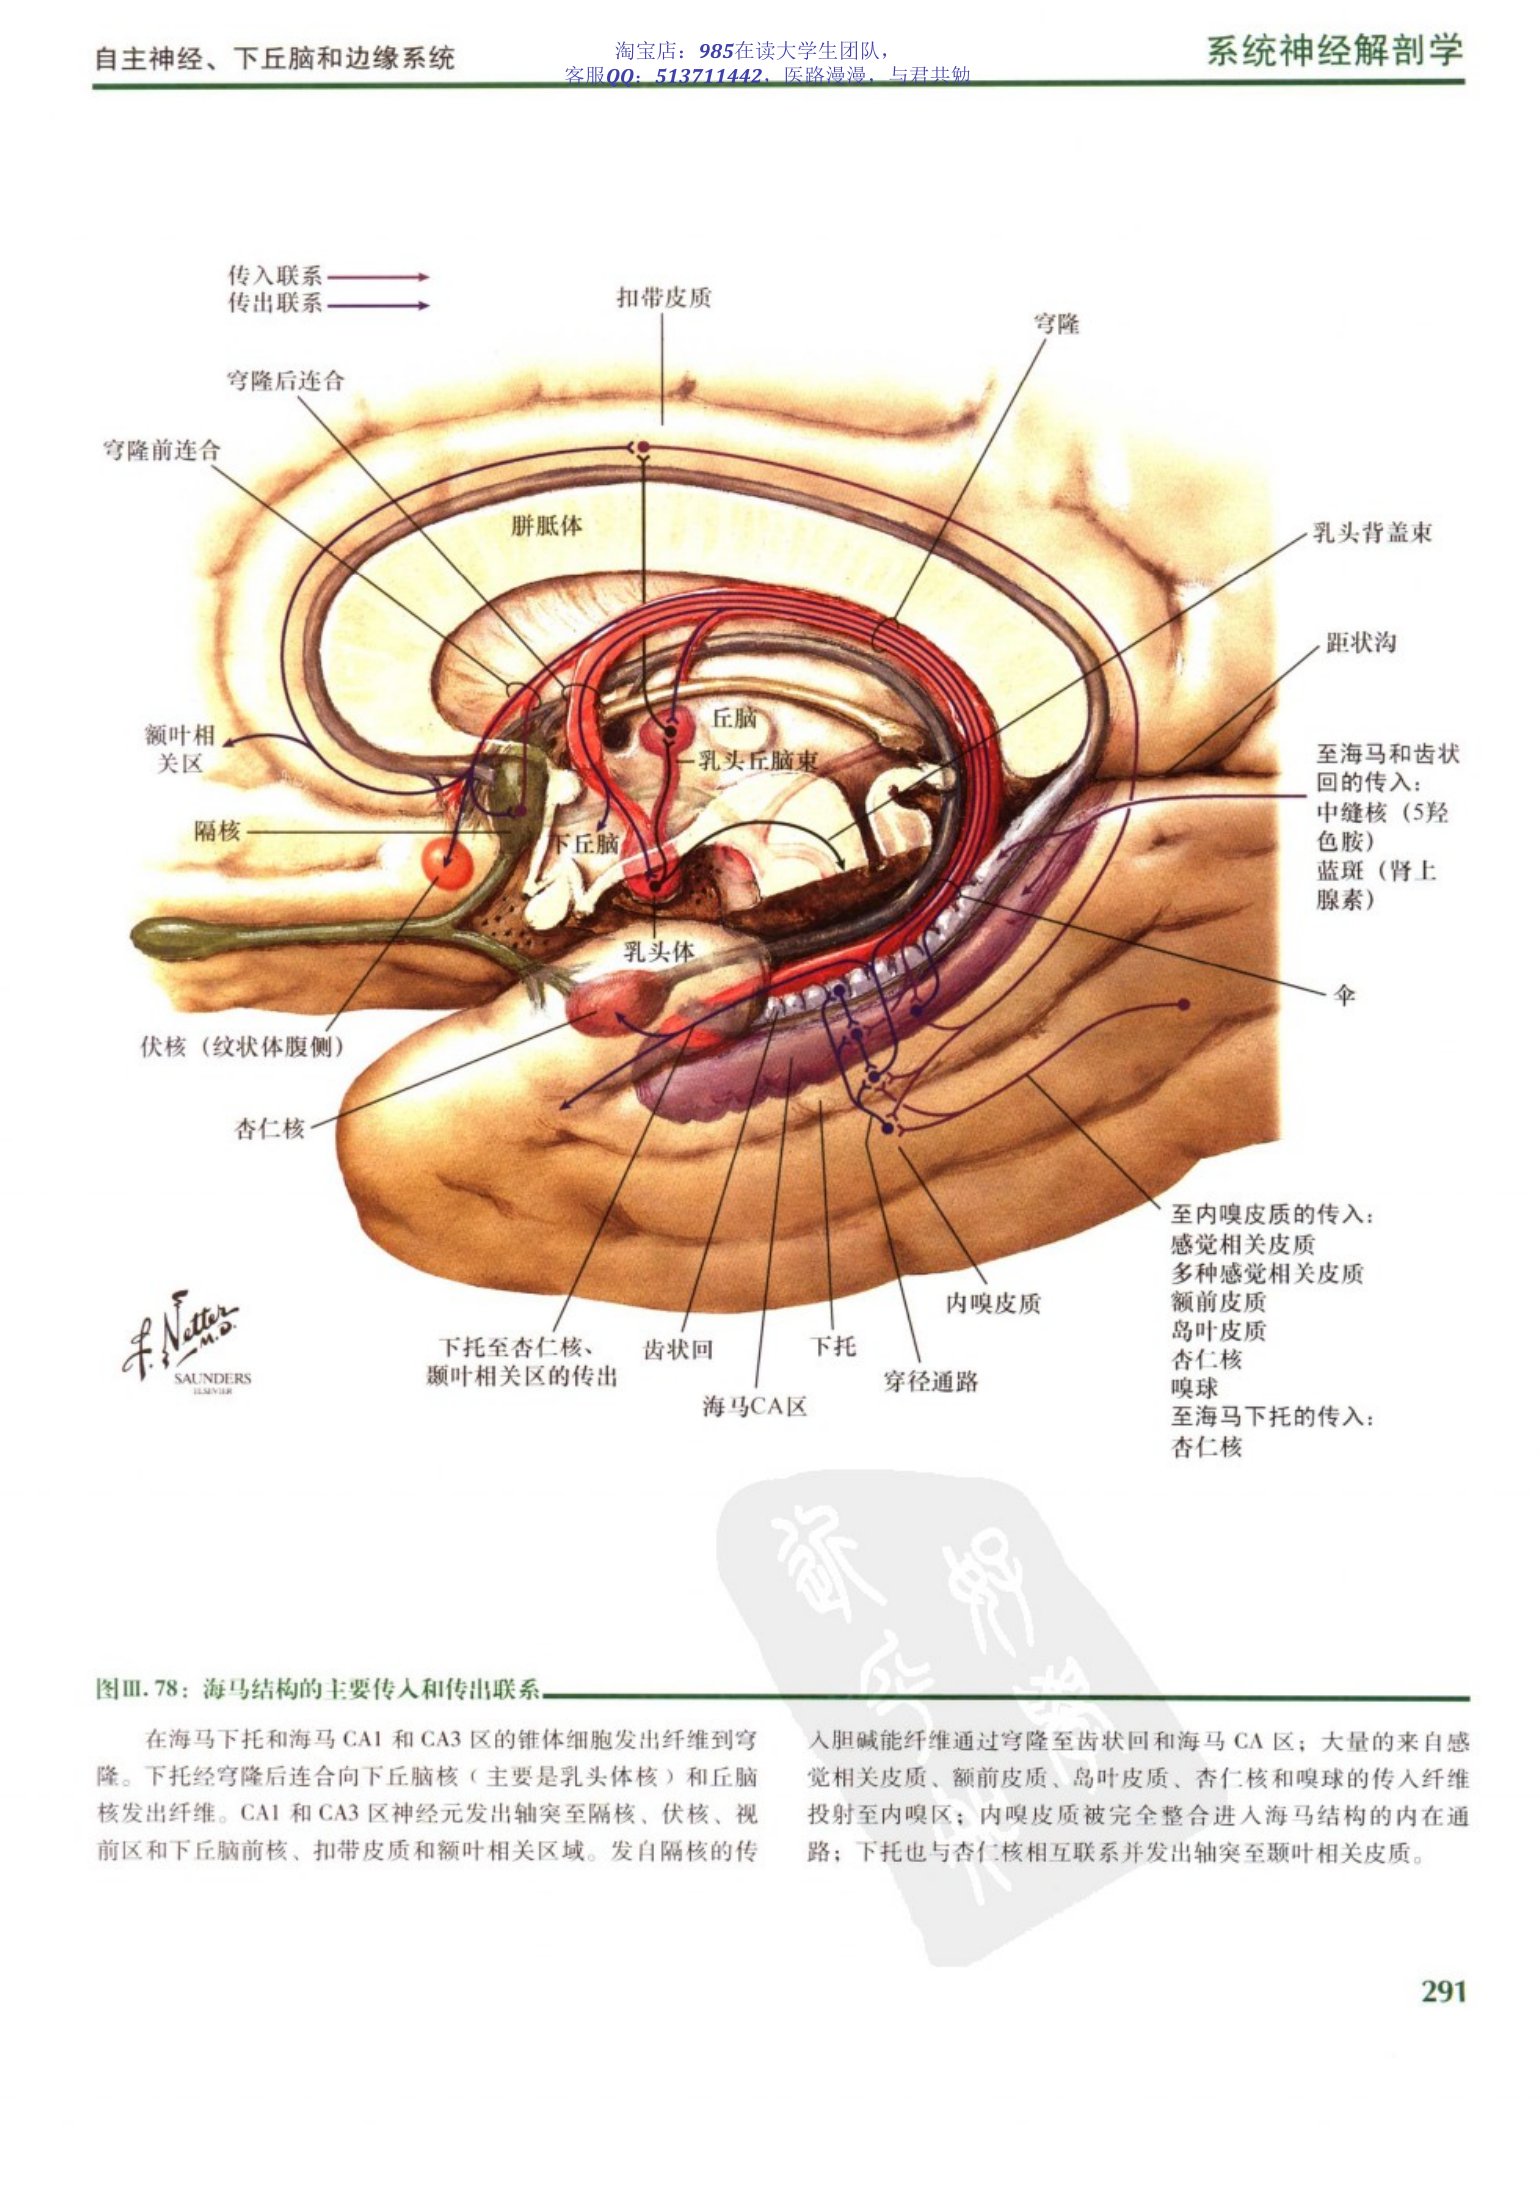 自主神经、下丘脑和边缘系统
淘宝店：985在读大学生团队，
客服QQ：513711442，医路漫漫，与君共勉
系统神经解剖学
传入联系
传出联系
扣带皮质
穹隆
穹隆后连合
穹隆前连合
胼胝体
乳头背盖束
距状沟
额叶相
关区
丘脑
乳头丘脑束
至海马和齿状
回的传入：
中缝核（5羟
色胺）
蓝斑（肾上
腺素）
隔核
下丘脑
乳头体
伞
伏核（纹状体腹侧）
杏仁核
至内嗅皮质的传入：
感觉相关皮质
多种感觉相关皮质
额前皮质
岛叶皮质
杏仁核
嗅球
至海马下托的传入：
杏仁核
内嗅皮质
下托至杏仁核、
颞叶相关区的传出
齿状回
下托
穿径通路
海马CA区
F. Netter
M.D.
SAUNDERS
ELSEVIER
图Ⅲ.78：海马结构的主要传入和传出联系
在海马下托和海马 CA1 和 CA3 区的锥体细胞发出纤维到穹
隆。下托经穹隆后连合向下丘脑核（主要是乳头体核）和丘脑
核发出纤维。CA1 和 CA3 区神经元发出轴突至隔核、伏核、视
前区和下丘脑前核、扣带皮质和额叶相关区域。发自隔核的传
入胆碱能纤维通过穹隆至齿状回和海马 CA 区；大量的来自感
觉相关皮质、额前皮质、岛叶皮质、杏仁核和嗅球的传入纤维
投射至内嗅区；内嗅皮质被完全整合进入海马结构的内在通
路；下托也与杏仁核相互联系并发出轴突至颞叶相关皮质。
291